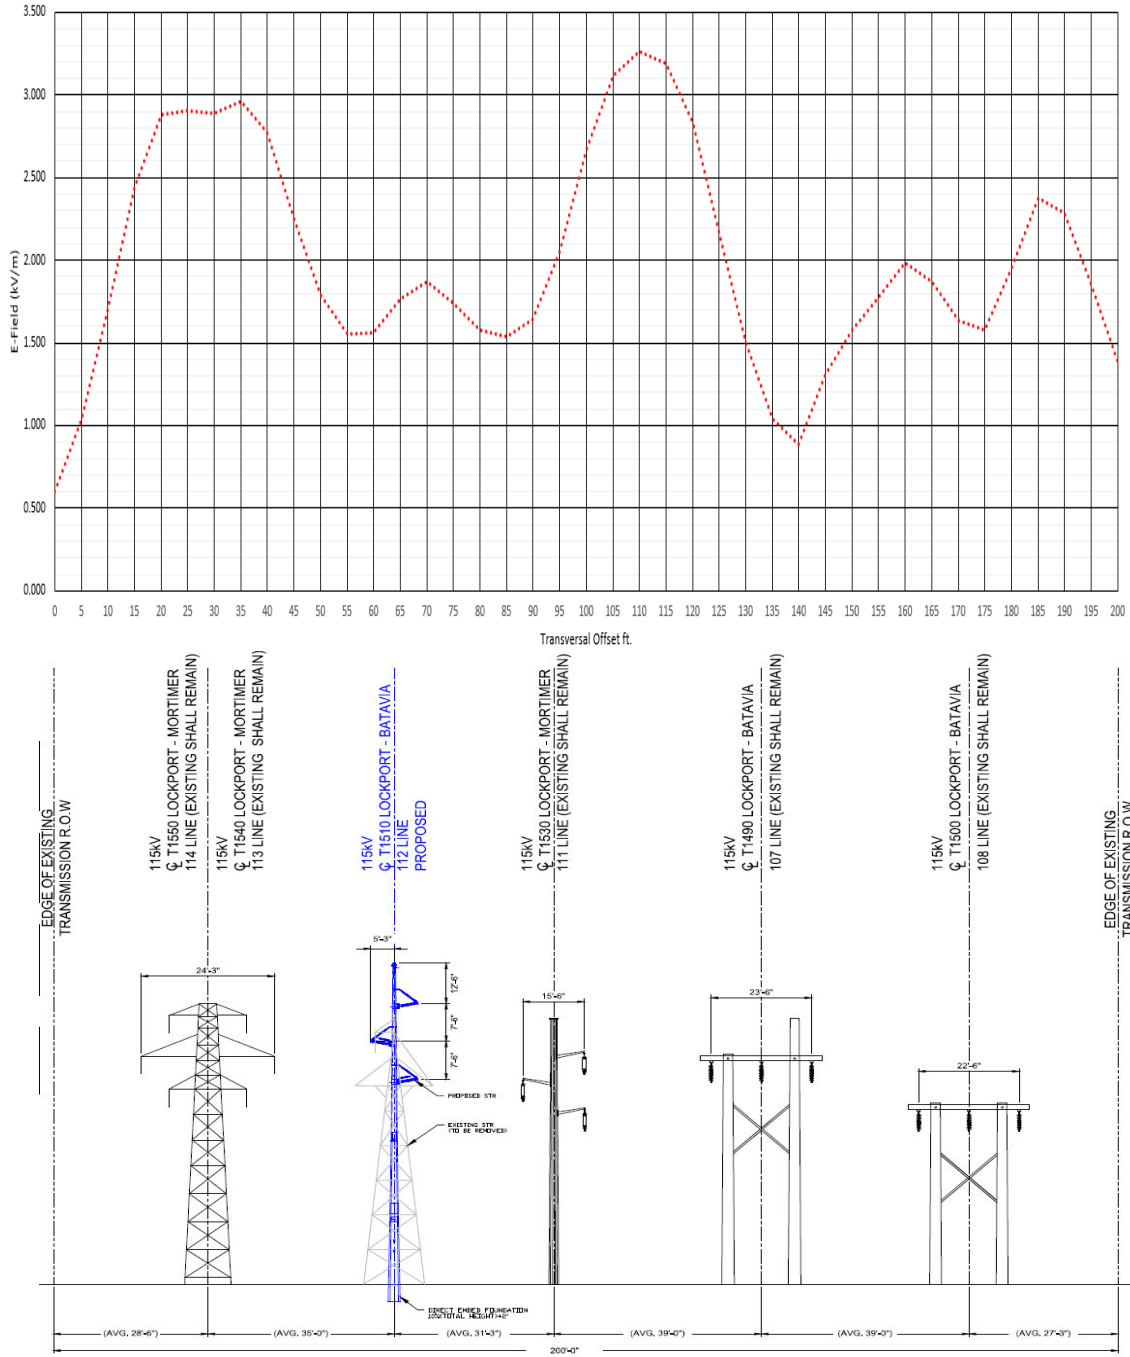 3.500
3.000
2.500
2.000
1.500
1.000
0.500
0.000
E-Field (kV/m)
0 5 10 15 20 25 30 35 40 45 50 55 60 65 70 75 80 85 90 95 100 105 110 115 120 125 130 135 140 145 150 155 160 165 170 175 180 185 190 195 200
Transversal Offset ft.
EDGE OF EXISTING
TRANSMISSION R.O.W
115kV
℄ T1550 LOCKPORT - MORTIMER
114 LINE (EXISTING SHALL REMAIN)
115kV
℄ T1540 LOCKPORT - MORTIMER
113 LINE (EXISTING SHALL REMAIN)
115kV
℄ T1510 LOCKPORT - BATAVIA
112 LINE
PROPOSED
115kV
℄ T1530 LOCKPORT - MORTIMER
111 LINE (EXISTING SHALL REMAIN)
115kV
℄ T1490 LOCKPORT - BATAVIA
107 LINE (EXISTING SHALL REMAIN)
115kV
℄ T1500 LOCKPORT - BATAVIA
108 LINE (EXISTING SHALL REMAIN)
EDGE OF EXISTING
TRANSMISSION R.O.W
24'-3"
5'-3"
12'-6"
7'-6"
7'-6"
15'-6"
23'-6"
22'-6"
PROPOSED STR
EXISTING STR
(TO BE REMOVED)
DIRECT EMBED FOUNDATION
(AVG. 28'-6")
(AVG. 35'-0")
(AVG. 31'-3")
(AVG. 39'-0")
(AVG. 39'-0")
(AVG. 27'-3")
200'-0"